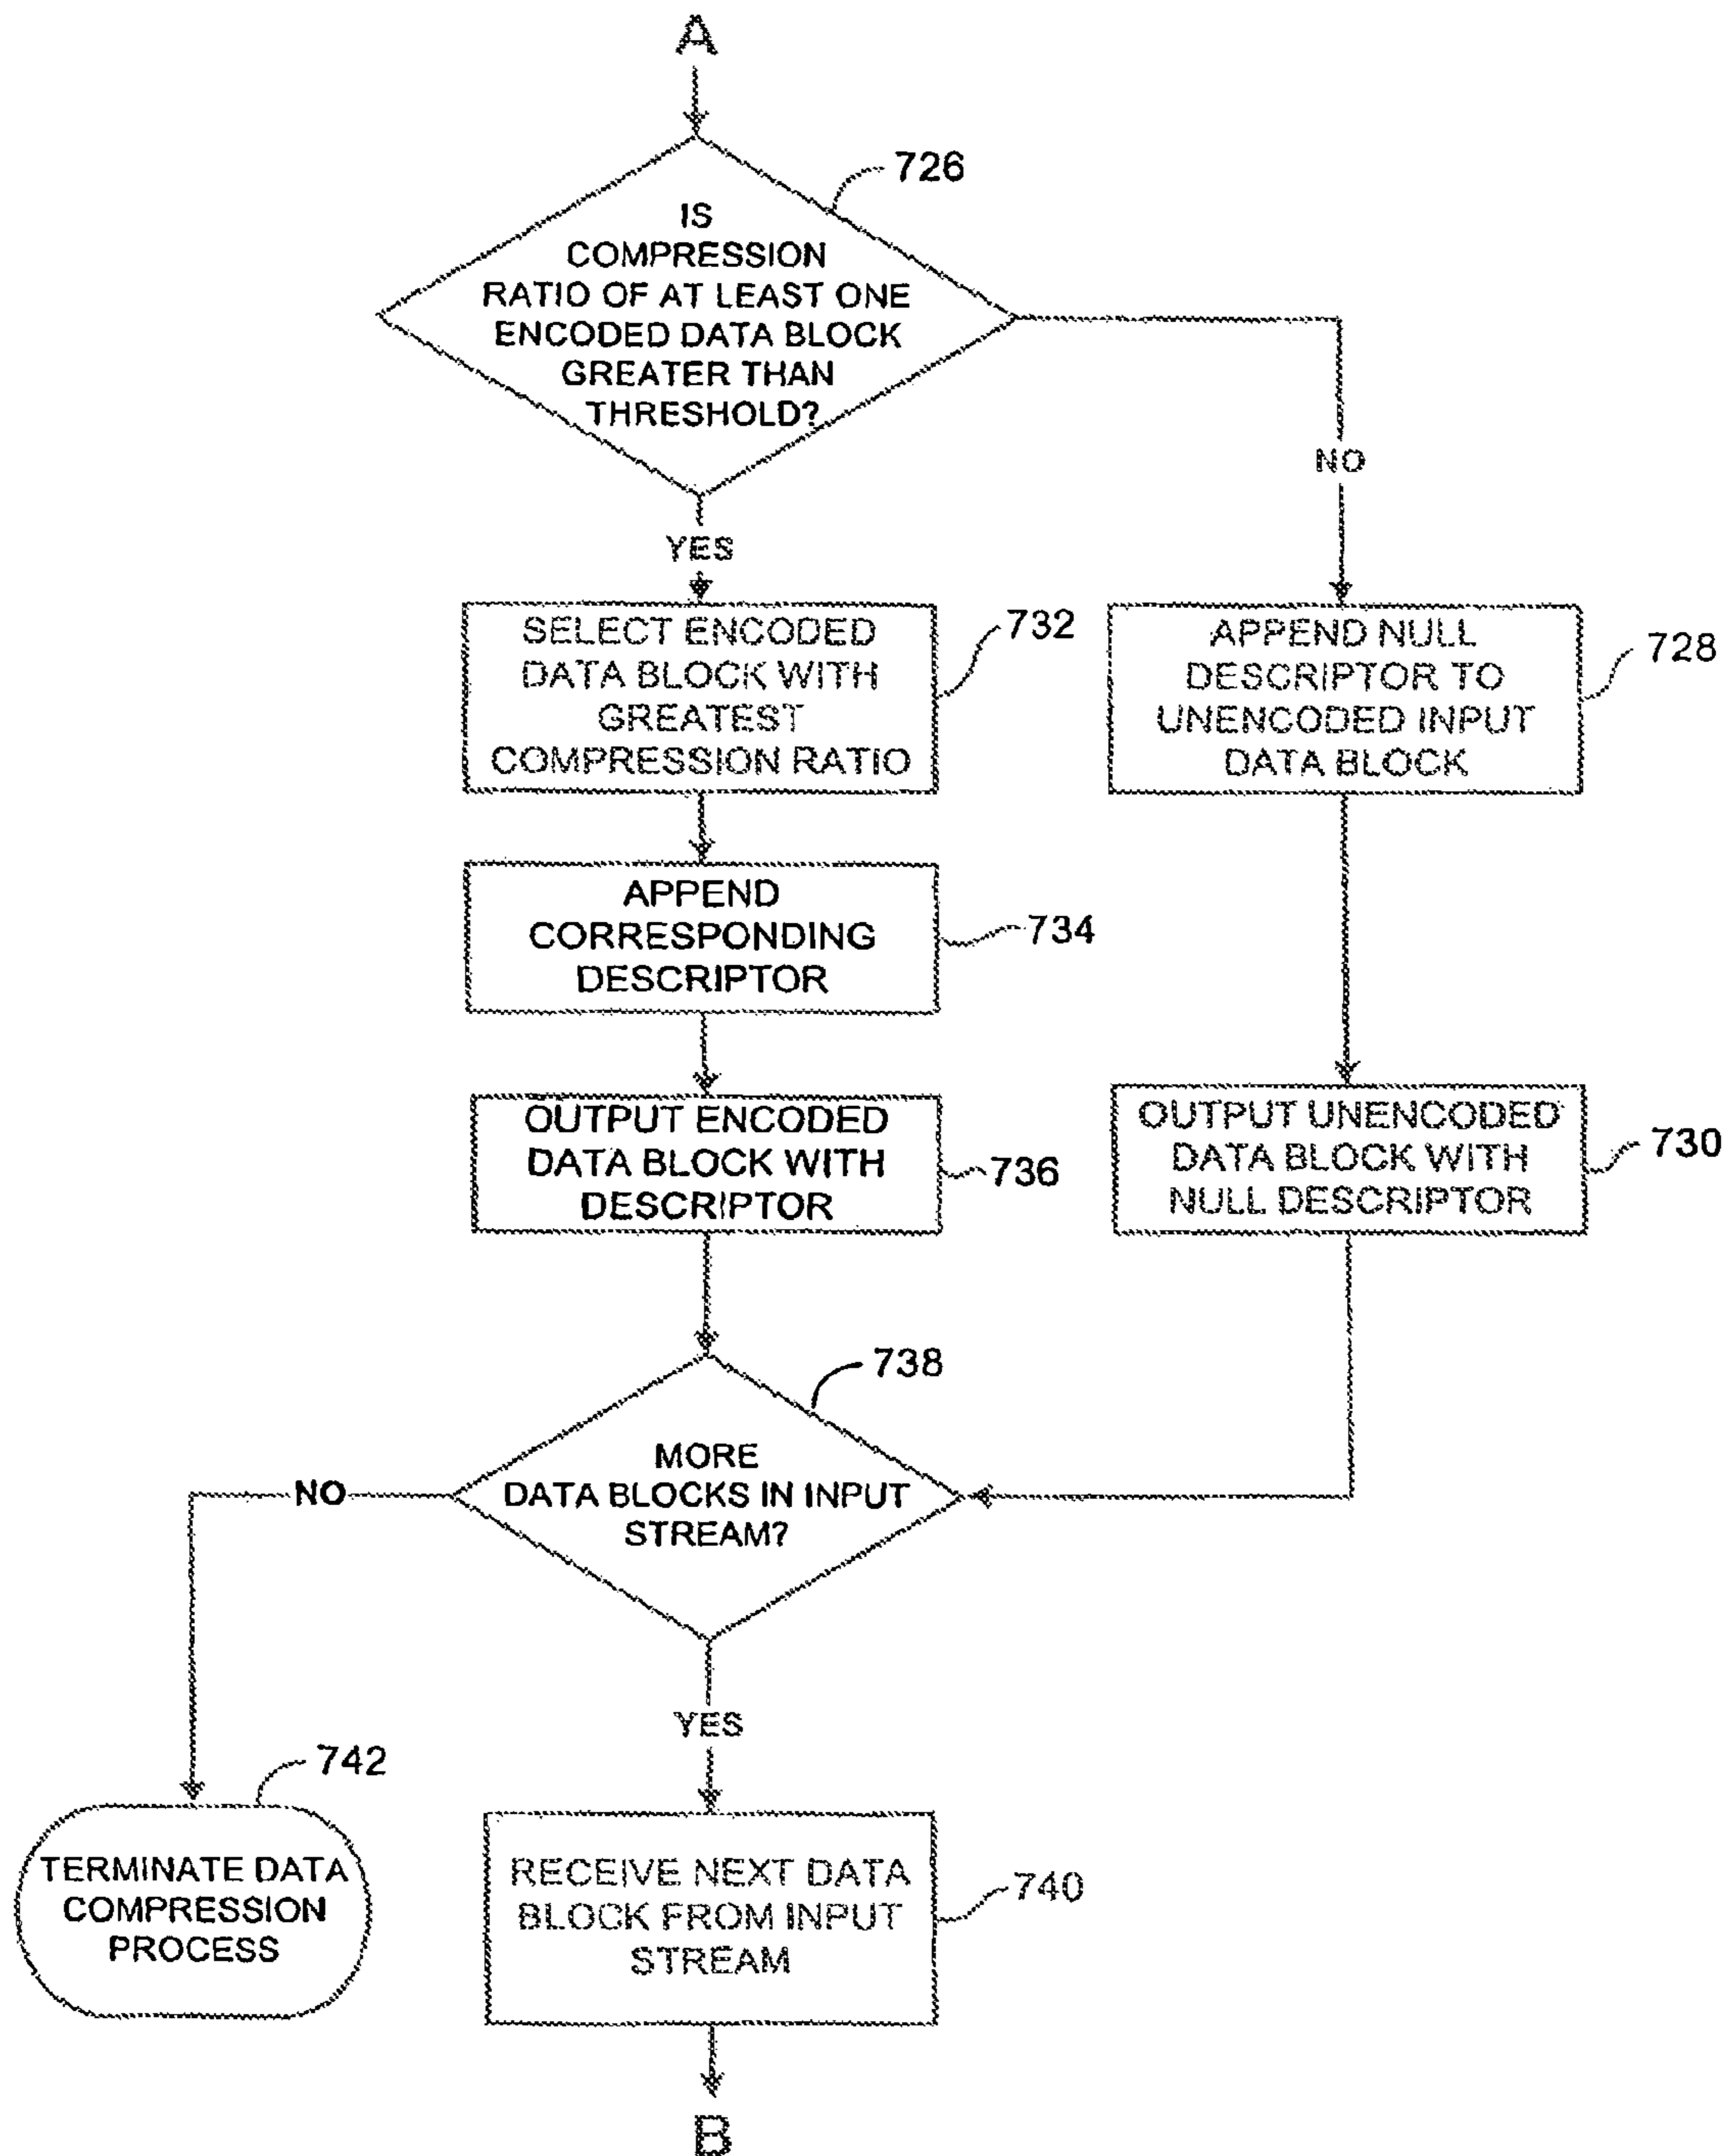 A
726
IS
COMPRESSION
RATIO OF AT LEAST ONE
ENCODED DATA BLOCK
GREATER THAN
THRESHOLD?
NO
YES
SELECT ENCODED
DATA BLOCK WITH
GREATEST
COMPRESSION RATIO
732
APPEND NULL
DESCRIPTOR TO
UNENCODED INPUT
DATA BLOCK
728
APPEND
CORRESPONDING
DESCRIPTOR
734
OUTPUT ENCODED
DATA BLOCK WITH
DESCRIPTOR
736
OUTPUT UNENCODED
DATA BLOCK WITH
NULL DESCRIPTOR
730
738
MORE
DATA BLOCKS IN INPUT
STREAM?
NO
YES
742
TERMINATE DATA
COMPRESSION
PROCESS
RECEIVE NEXT DATA
BLOCK FROM INPUT
STREAM
740
B